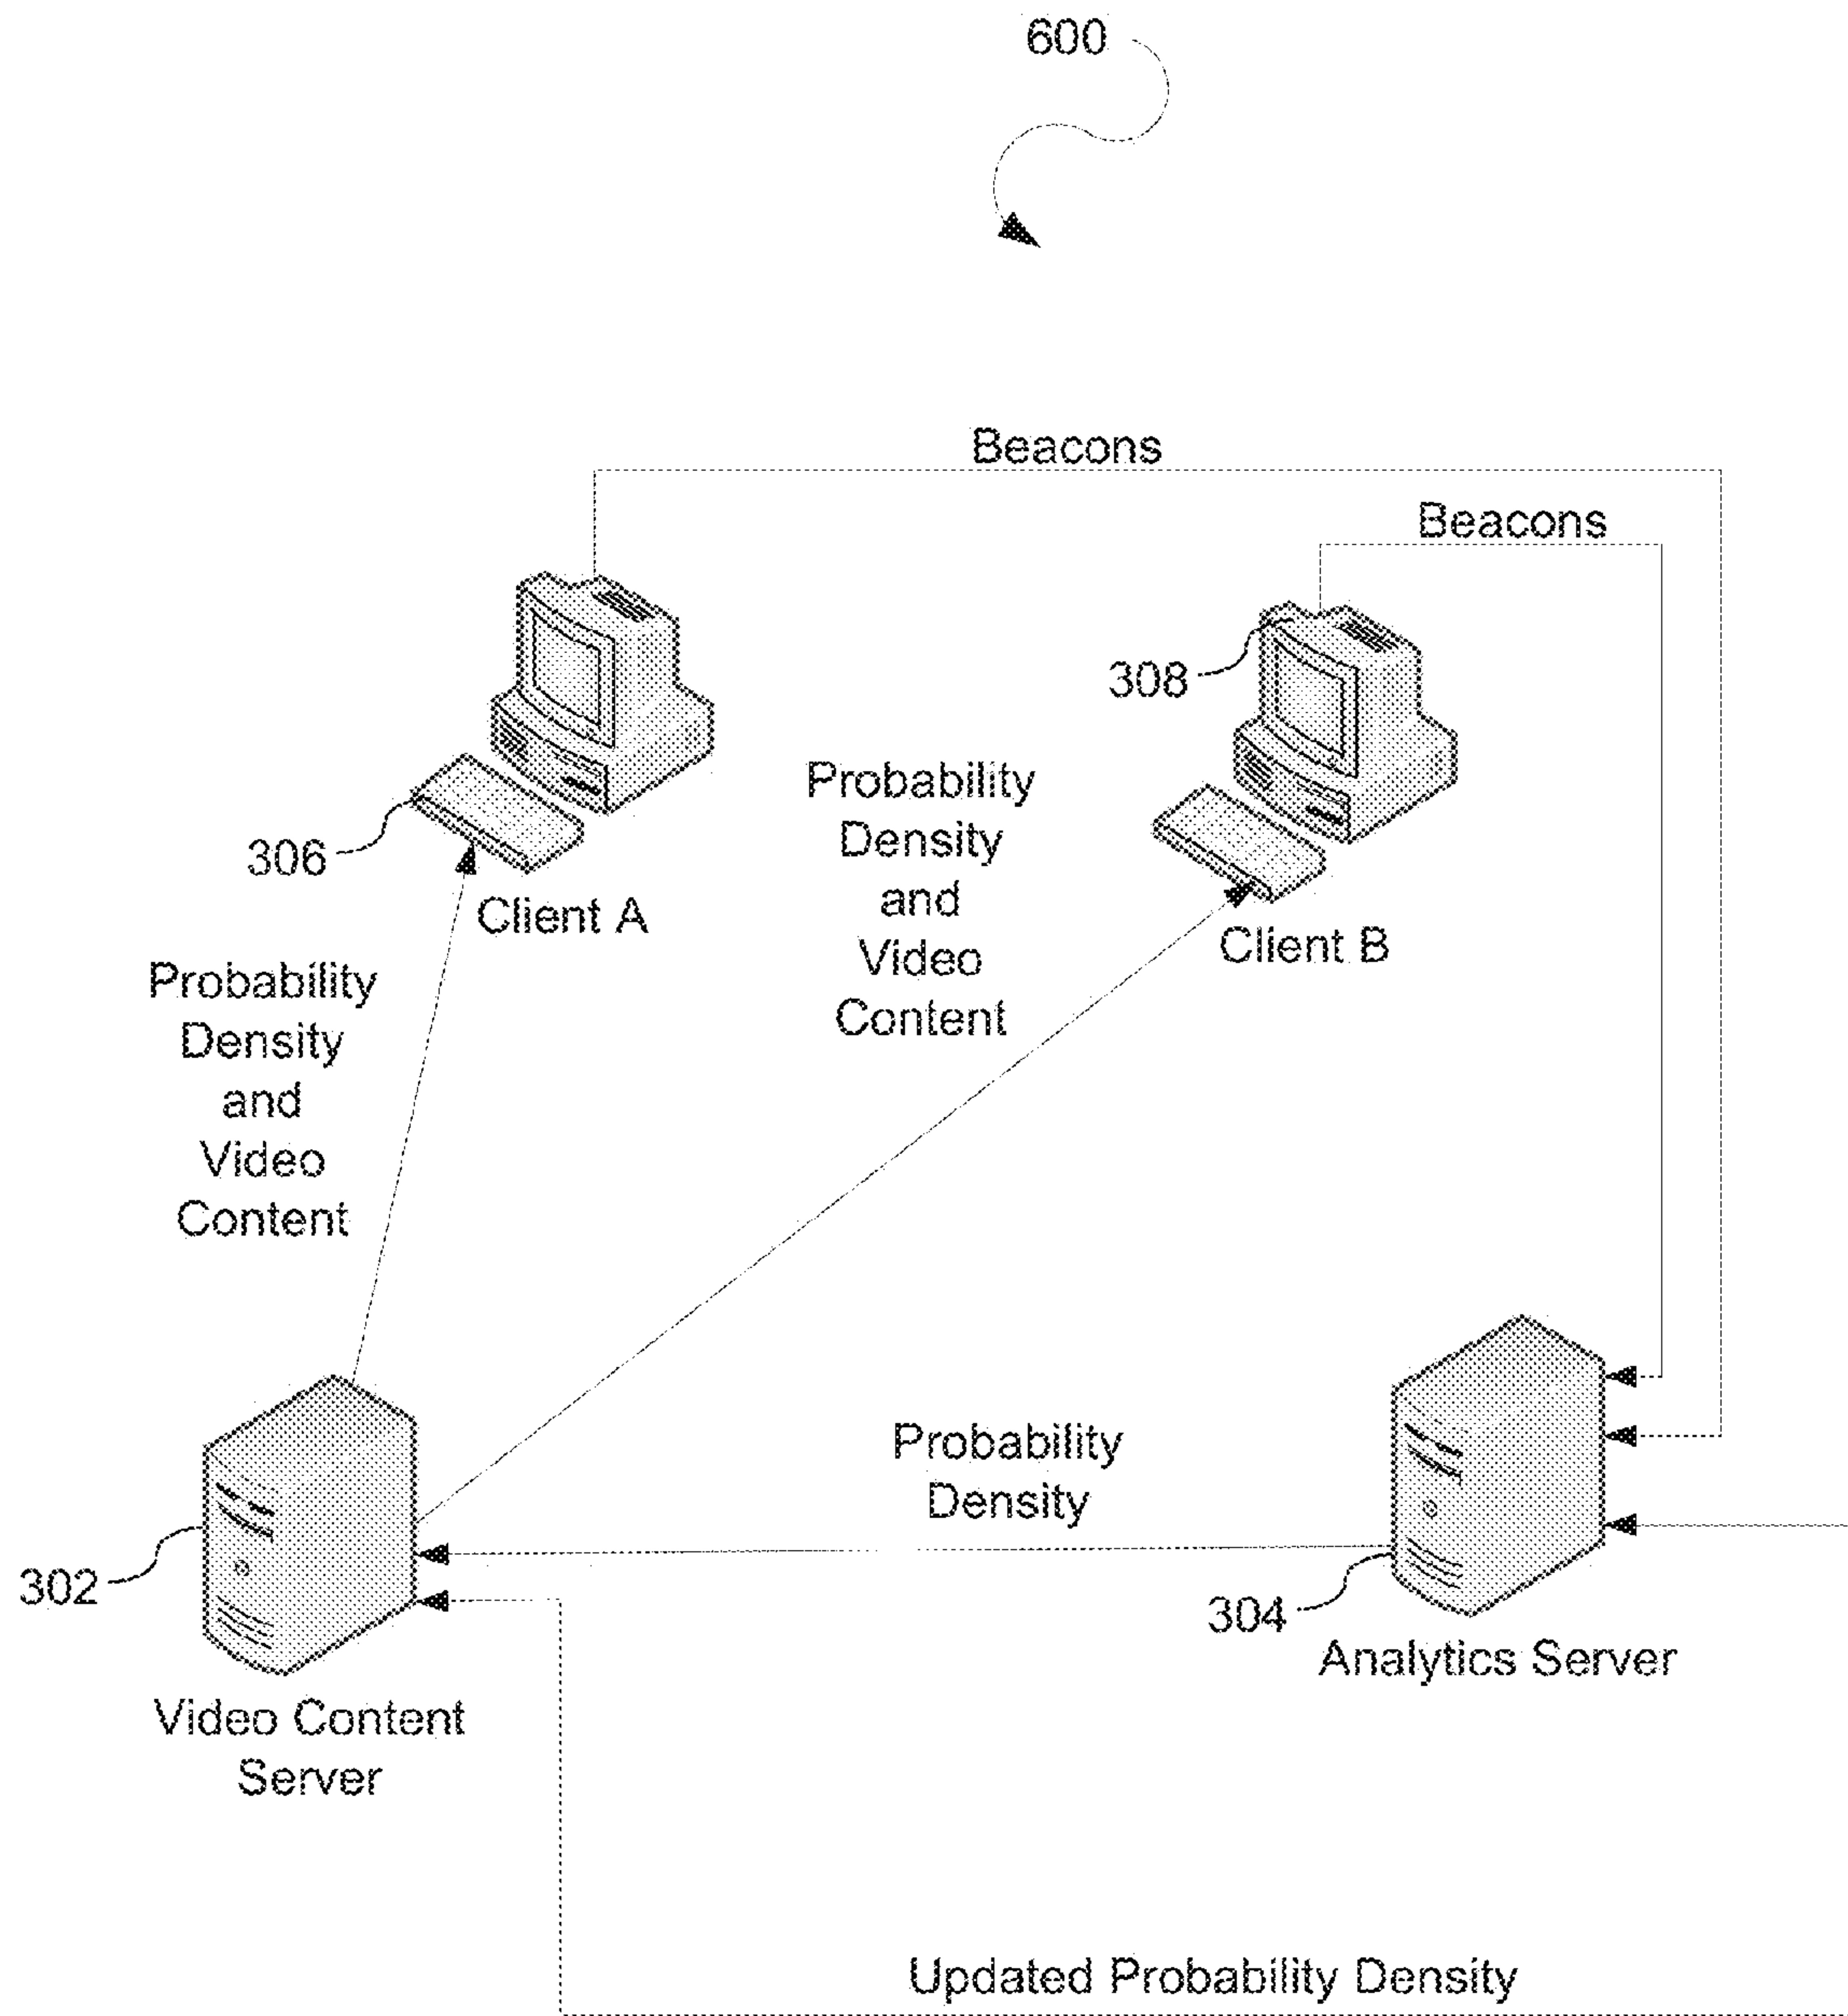 600
Beacons
Beacons
308
306
Client A
Probability
Density
and
Video
Content
Client B
Probability
Density
and
Video
Content
Probability
Density
302
304
Analytics Server
Video Content
Server
Updated Probability Density